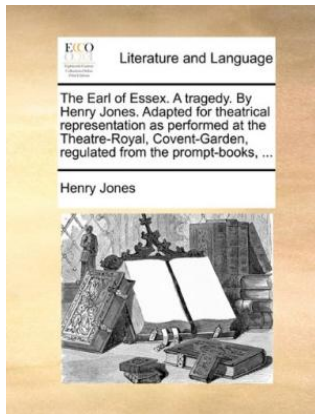 ECCO
Literature and Language
The Earl of Essex. A tragedy. By
Henry Jones. Adapted for theatrical
representation as performed at the
Theatre-Royal, Covent-Garden,
regulated from the prompt-books, ...
Henry Jones